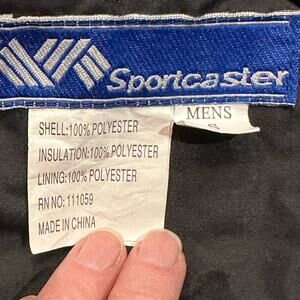 Sportcaster
MENS
S
SHELL:100% POLYESTER
INSULATION:100% POLYESTER
LINING:100% POLYESTER
RN NO: 111059
MADE IN CHINA